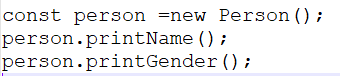 const person =new Person();
person.printName();
person.printGender();